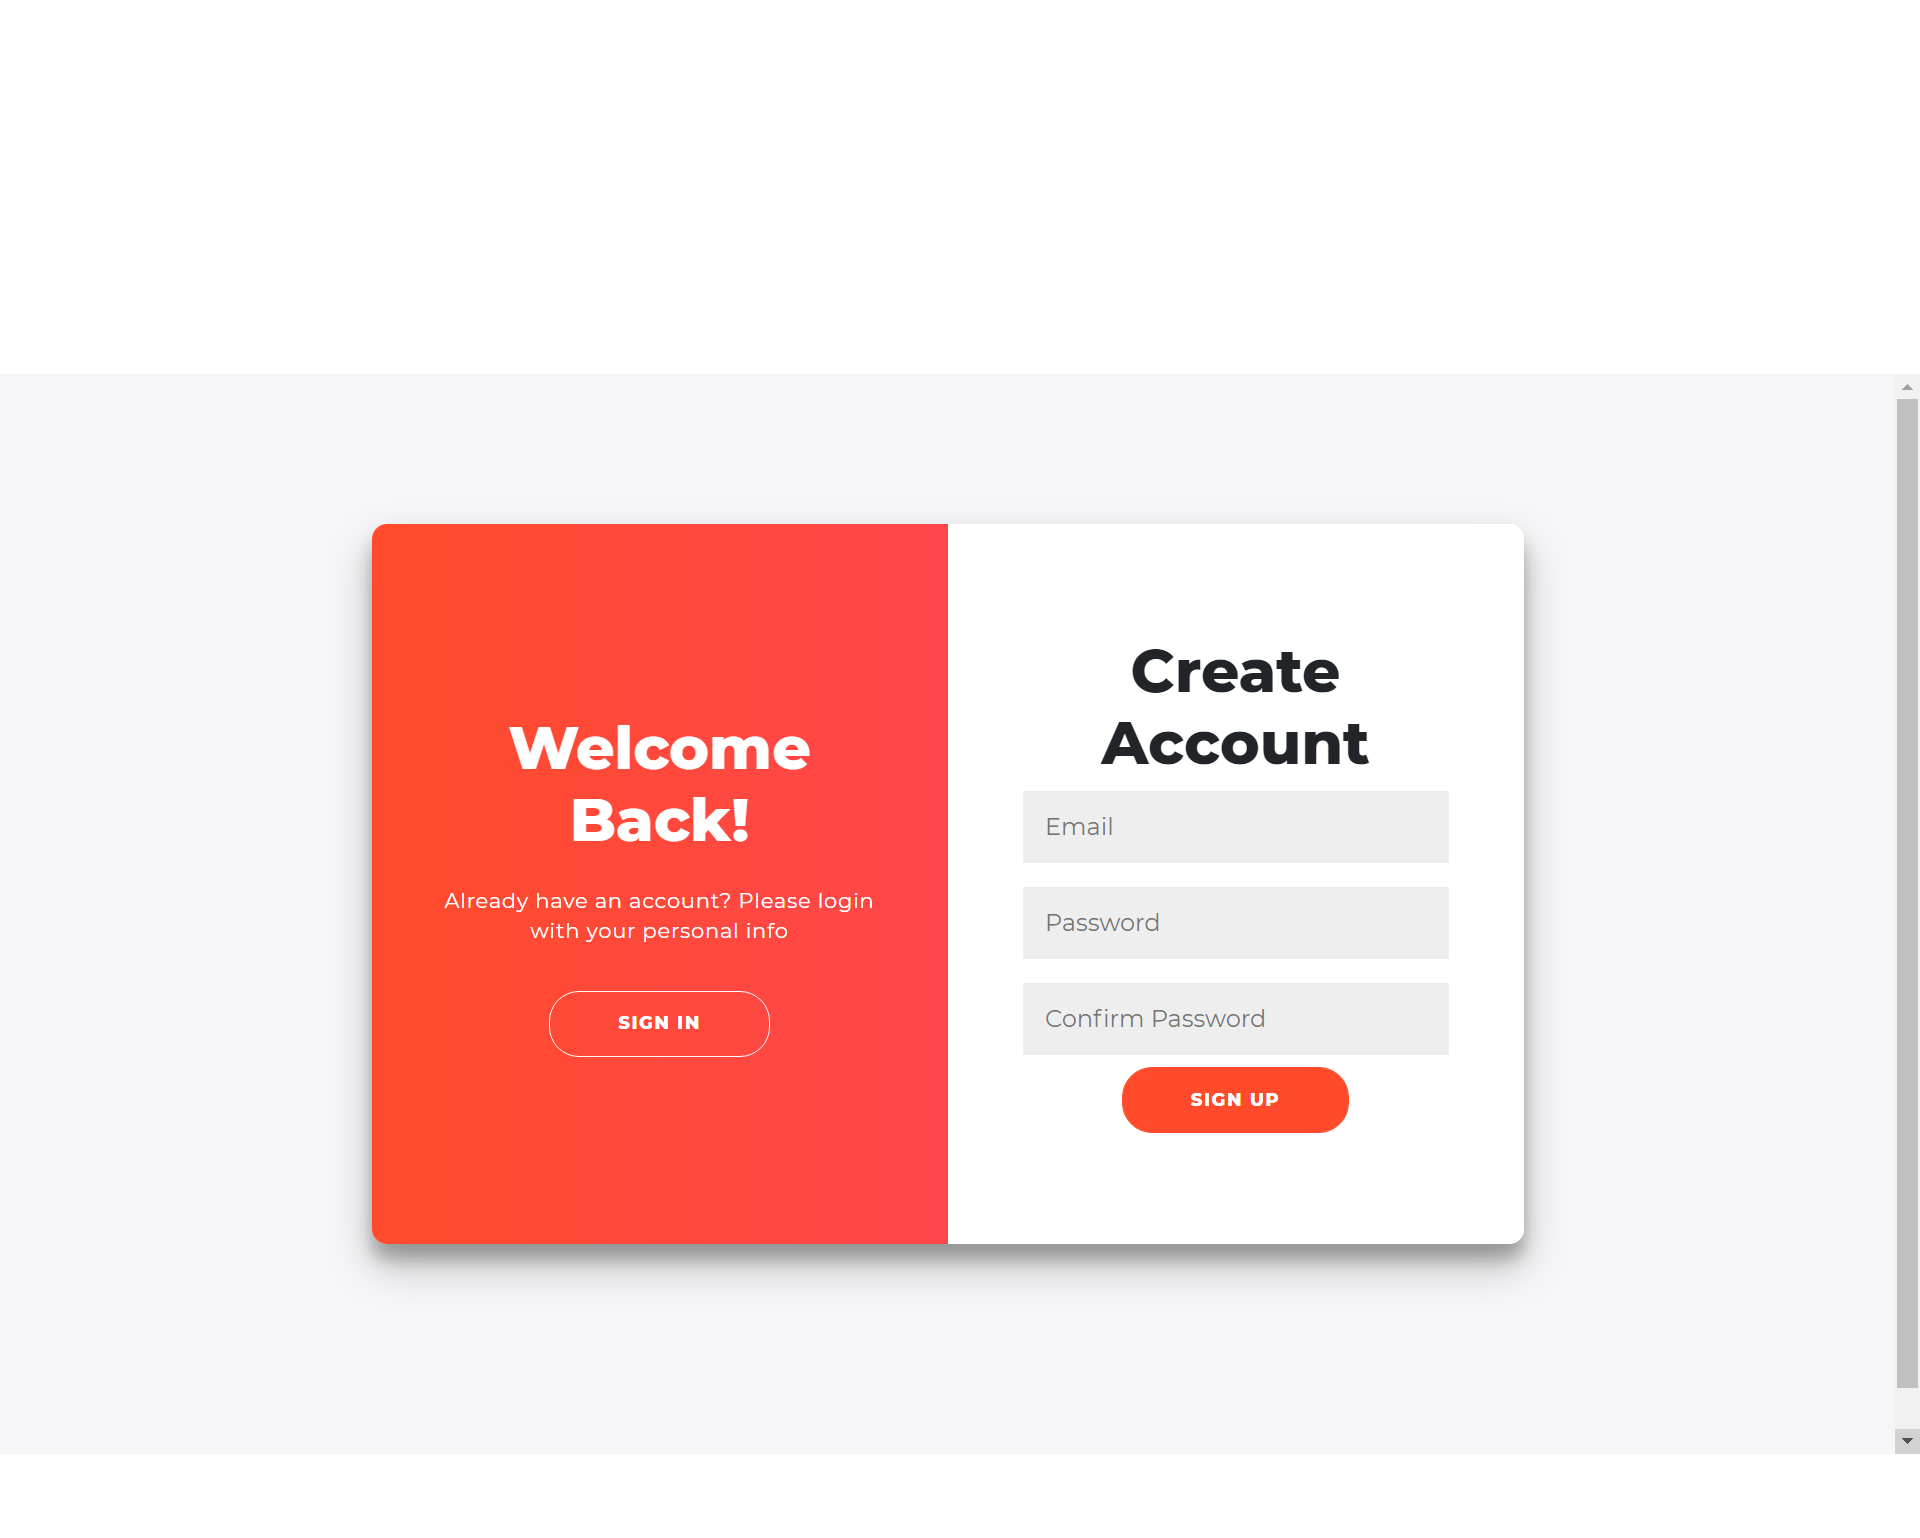 Welcome
Back!
Already have an account? Please login
with your personal info
SIGN IN
Create
Account
Email
Password
Confirm Password
SIGN UP